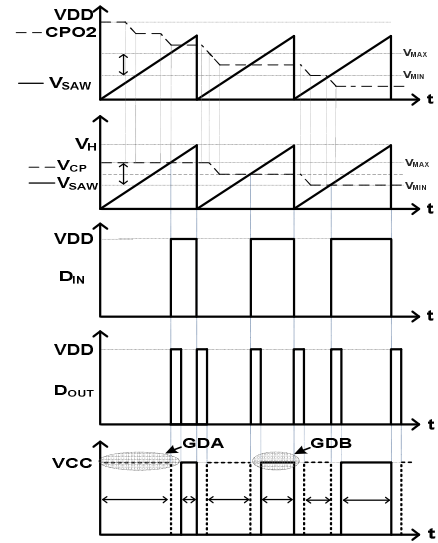 VDD
CPO2
VSAW
VMAX
VMIN
t
VH
VCP
VSAW
VMAX
VMIN
t
VDD
DIN
t
VDD
DOUT
t
GDA
GDB
VCC
t